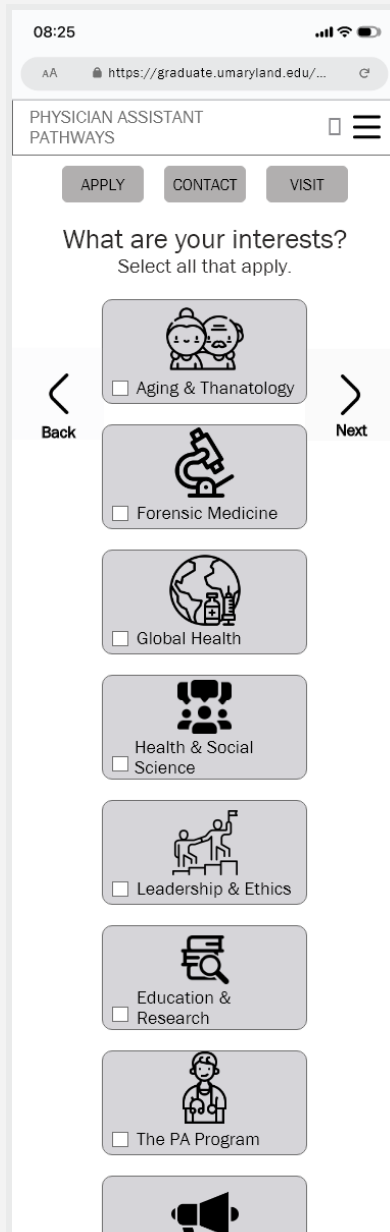 08:25
AA https://graduate.umaryland.edu/...
PHYSICIAN ASSISTANT
PATHWAYS
APPLY CONTACT VISIT
What are your interests?
Select all that apply.
Aging & Thanatology
Back
Next
Forensic Medicine
Global Health
Health & Social
Science
Leadership & Ethics
Education &
Research
The PA Program